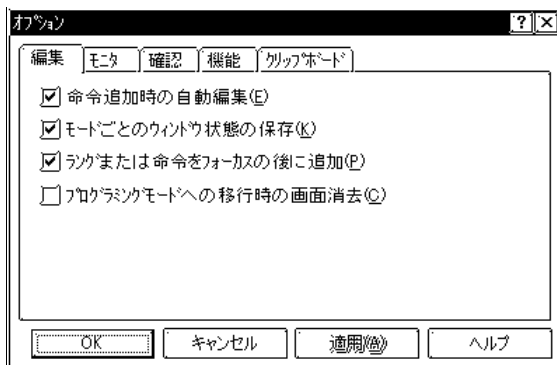 オプション
編集 モニタ 確認 機能 クリップボード
命令追加時の自動編集(E)
モードごとのウィンドウ状態の保存(K)
ラングまたは命令をフォーカスの後に追加(P)
プログラミングモードへの移行時の画面消去(C)
OK キャンセル 適用(A) ヘルプ